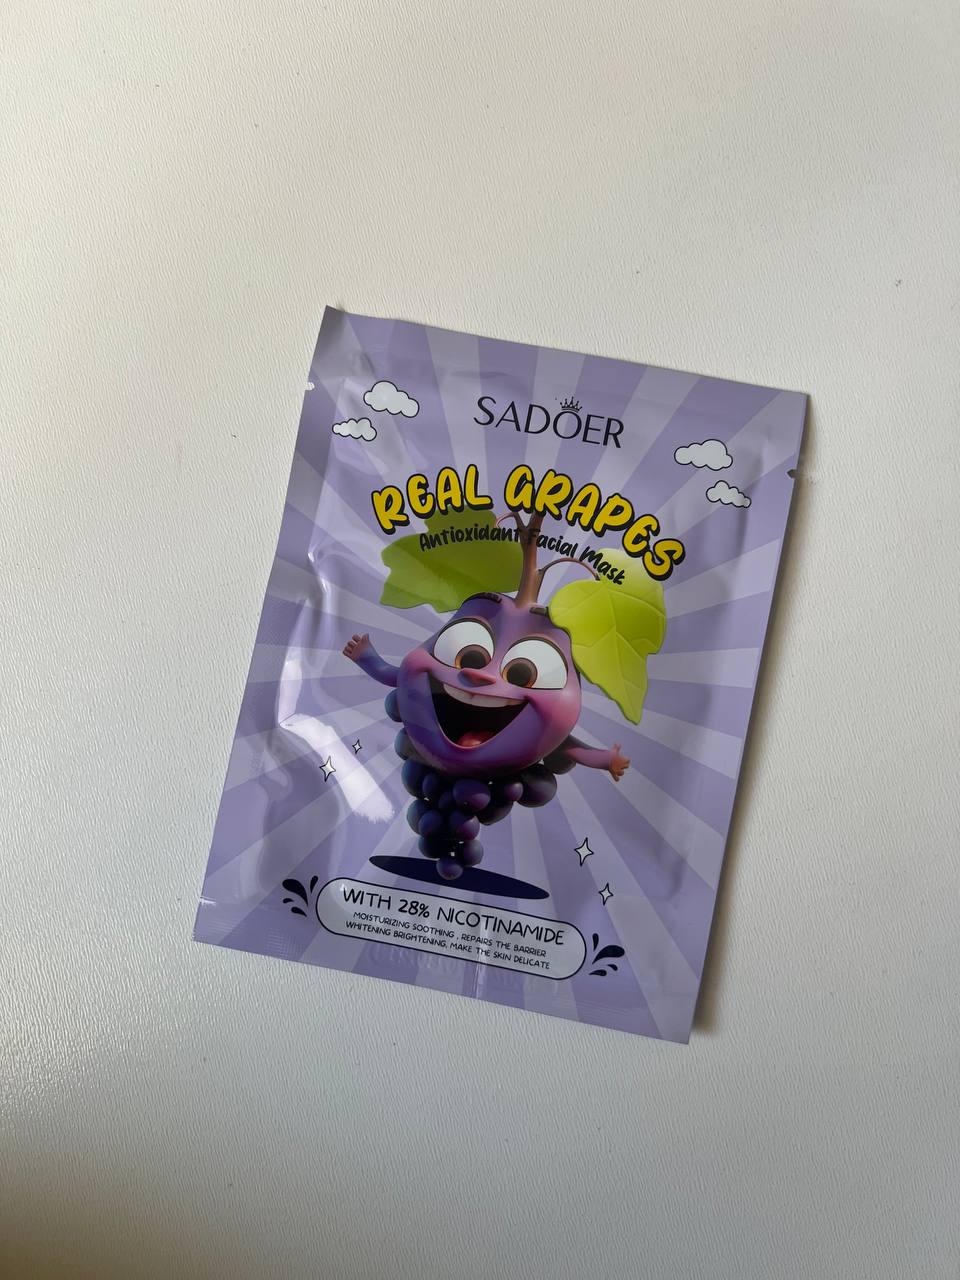 SADOER
REAL GRAPES
Antioxidant Facial Mask
WITH 28% NICOTINAMIDE
MOISTURIZING SOOTHING , REPAIRS THE BARRIER
WHITENING BRIGHTENING, MAKE THE SKIN DELICATE